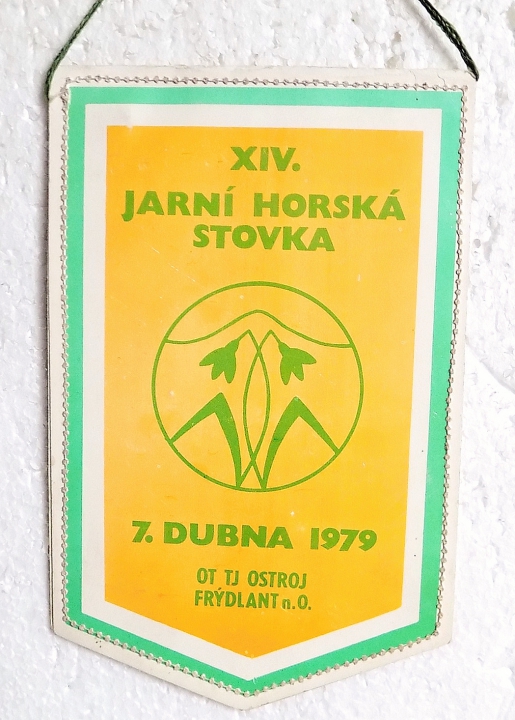 XIV.
JARNÍ HORSKÁ
STOVKA
7. DUBNA 1979
OT TJ OSTROJ
FRÝDLANT n.O.